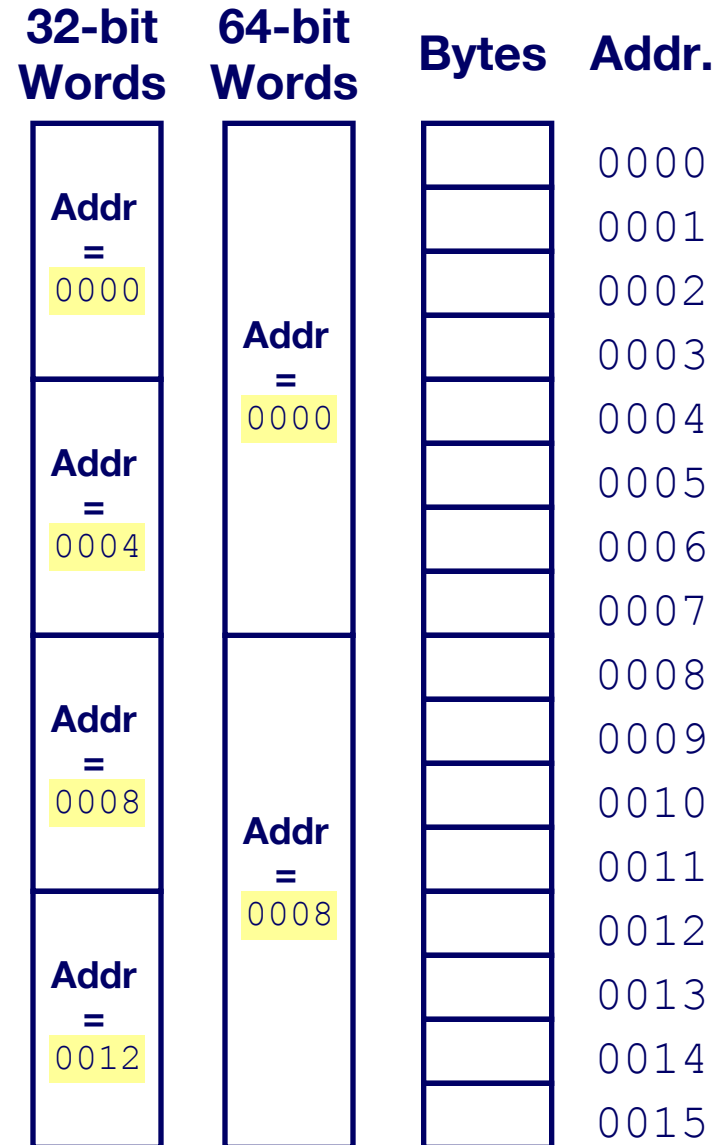 32-bit
Words
64-bit
Words
Bytes
Addr.
Addr
=
0000
Addr
=
0004
Addr
=
0008
Addr
=
0012
Addr
=
0000
Addr
=
0008
0000
0001
0002
0003
0004
0005
0006
0007
0008
0009
0010
0011
0012
0013
0014
0015